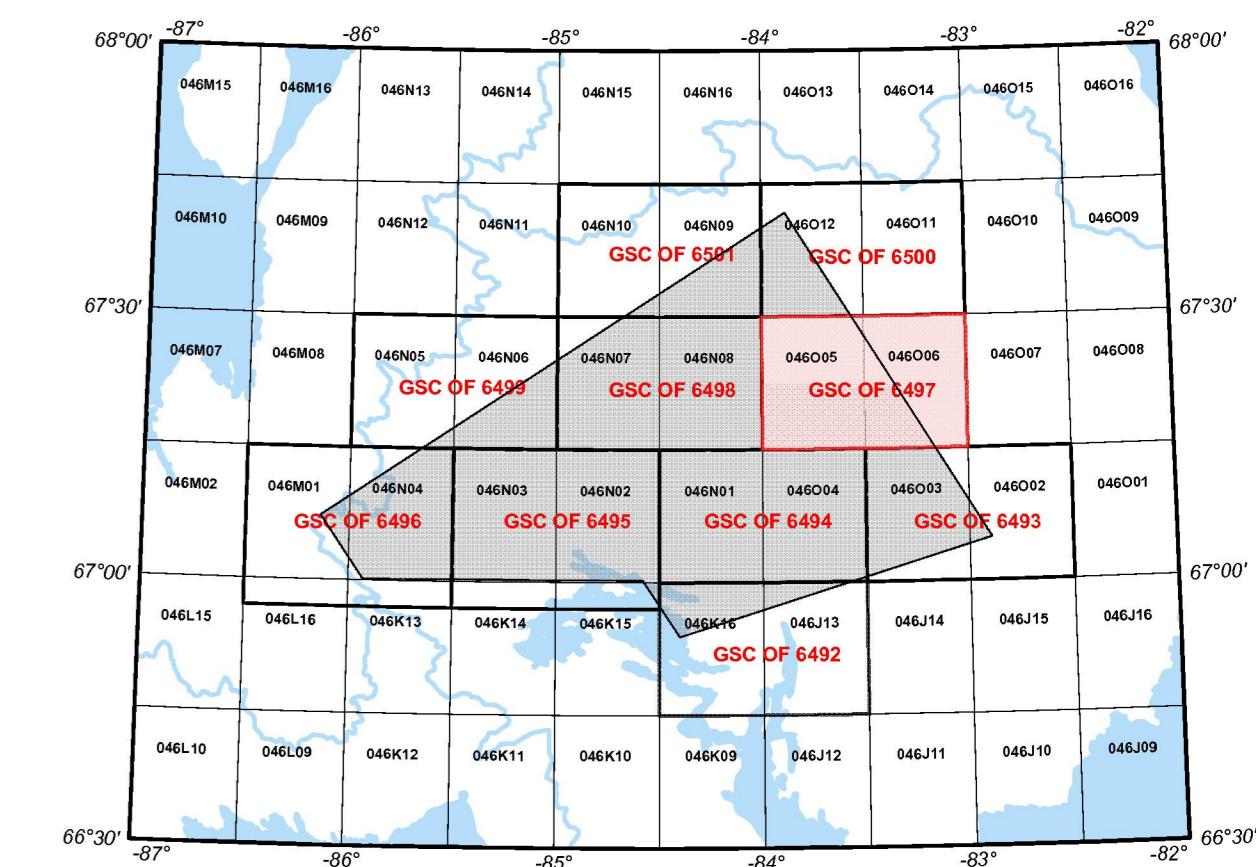 -87° -86° -85° -84° -83° -82°
68°00' 68°00'
046M15 046M16 046N13 046N14 046N15 046N16 046O13 046O14 046O15 046O16
046M10 046M09 046N12 046N11 046N10 046N09 046O12 046O11 046O10 046O09
GSC OF 6501 GSC OF 6500
67°30' 67°30'
046M07 046M08 046N05 046N06 046N07 046N08 046O05 046O06 046O07 046O08
GSC OF 6499 GSC OF 6498 GSC OF 6497
046M02 046M01 046N04 046N03 046N02 046N01 046O04 046O03 046O02 046O01
GSC OF 6496 GSC OF 6495 GSC OF 6494 GSC OF 6493
67°00' 67°00'
046L15 046L16 046K13 046K14 046K15 046K16 046J13 046J14 046J15 046J16
GSC OF 6492
046L10 046L09 046K12 046K11 046K10 046K09 046J12 046J11 046J10 046J09
66°30' 66°30'
-87° -86° -85° -84° -83° -82°